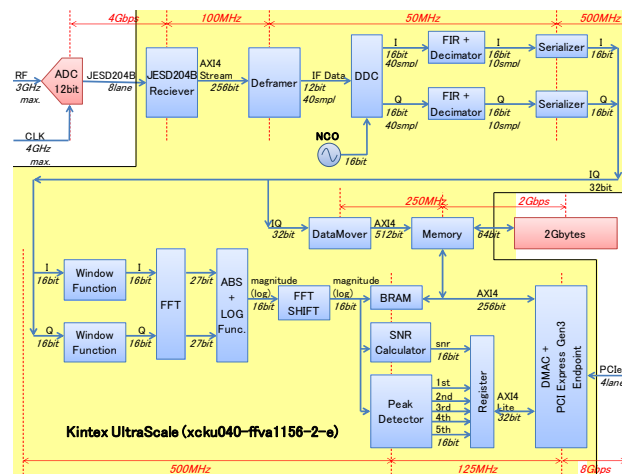 4Gbps 100MHz 50MHz 500MHz
RF
3GHz
max.
ADC
12bit
JESD204B
8lane
CLK
4GHz
max.
JESD204B
Reciever
AXI4
Stream
256bit
Deframer
IF Data
12bit
40smpl
DDC
NCO
16bit
I
16bit
40smpl
FIR +
Decimator
I
16bit
10smpl
Serializer
I
16bit
Q
16bit
40smpl
FIR +
Decimator
Q
16bit
10smpl
Serializer
Q
16bit
IQ
32bit
250MHz 2Gbps
IQ
32bit
DataMover
AXI4
512bit
Memory
64bit
2Gbytes
I
16bit
Window
Function
I
16bit
Q
16bit
Window
Function
Q
16bit
FFT
27bit
27bit
ABS
+
LOG
Func.
magnitude
(log)
16bit
FFT
SHIFT
magnitude
(log)
16bit
BRAM
AXI4
256bit
SNR
Calculator
snr
16bit
Peak
Detector
1st
2nd
3rd
4th
5th
16bit
Register
AXI4
Lite
32bit
DMAC +
PCI Express Gen3
Endpoint
PCIe
4lane
Kintex UltraScale (xcku040-ffva1156-2-e)
500MHz 125MHz 8Gbps